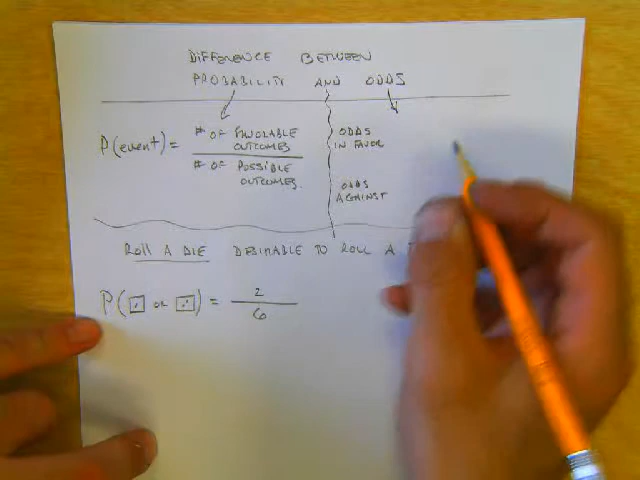 DIFFERENCE BETWEEN
PROBABILITY AND ODDS
P(event) = # OF FAVORABLE OUTCOMES
# OF POSSIBLE OUTCOMES.
ODDS IN FAVOR
ODDS AGAINST
ROLL A DIE DESIRABLE TO ROLL A
P( or ) = 2
6